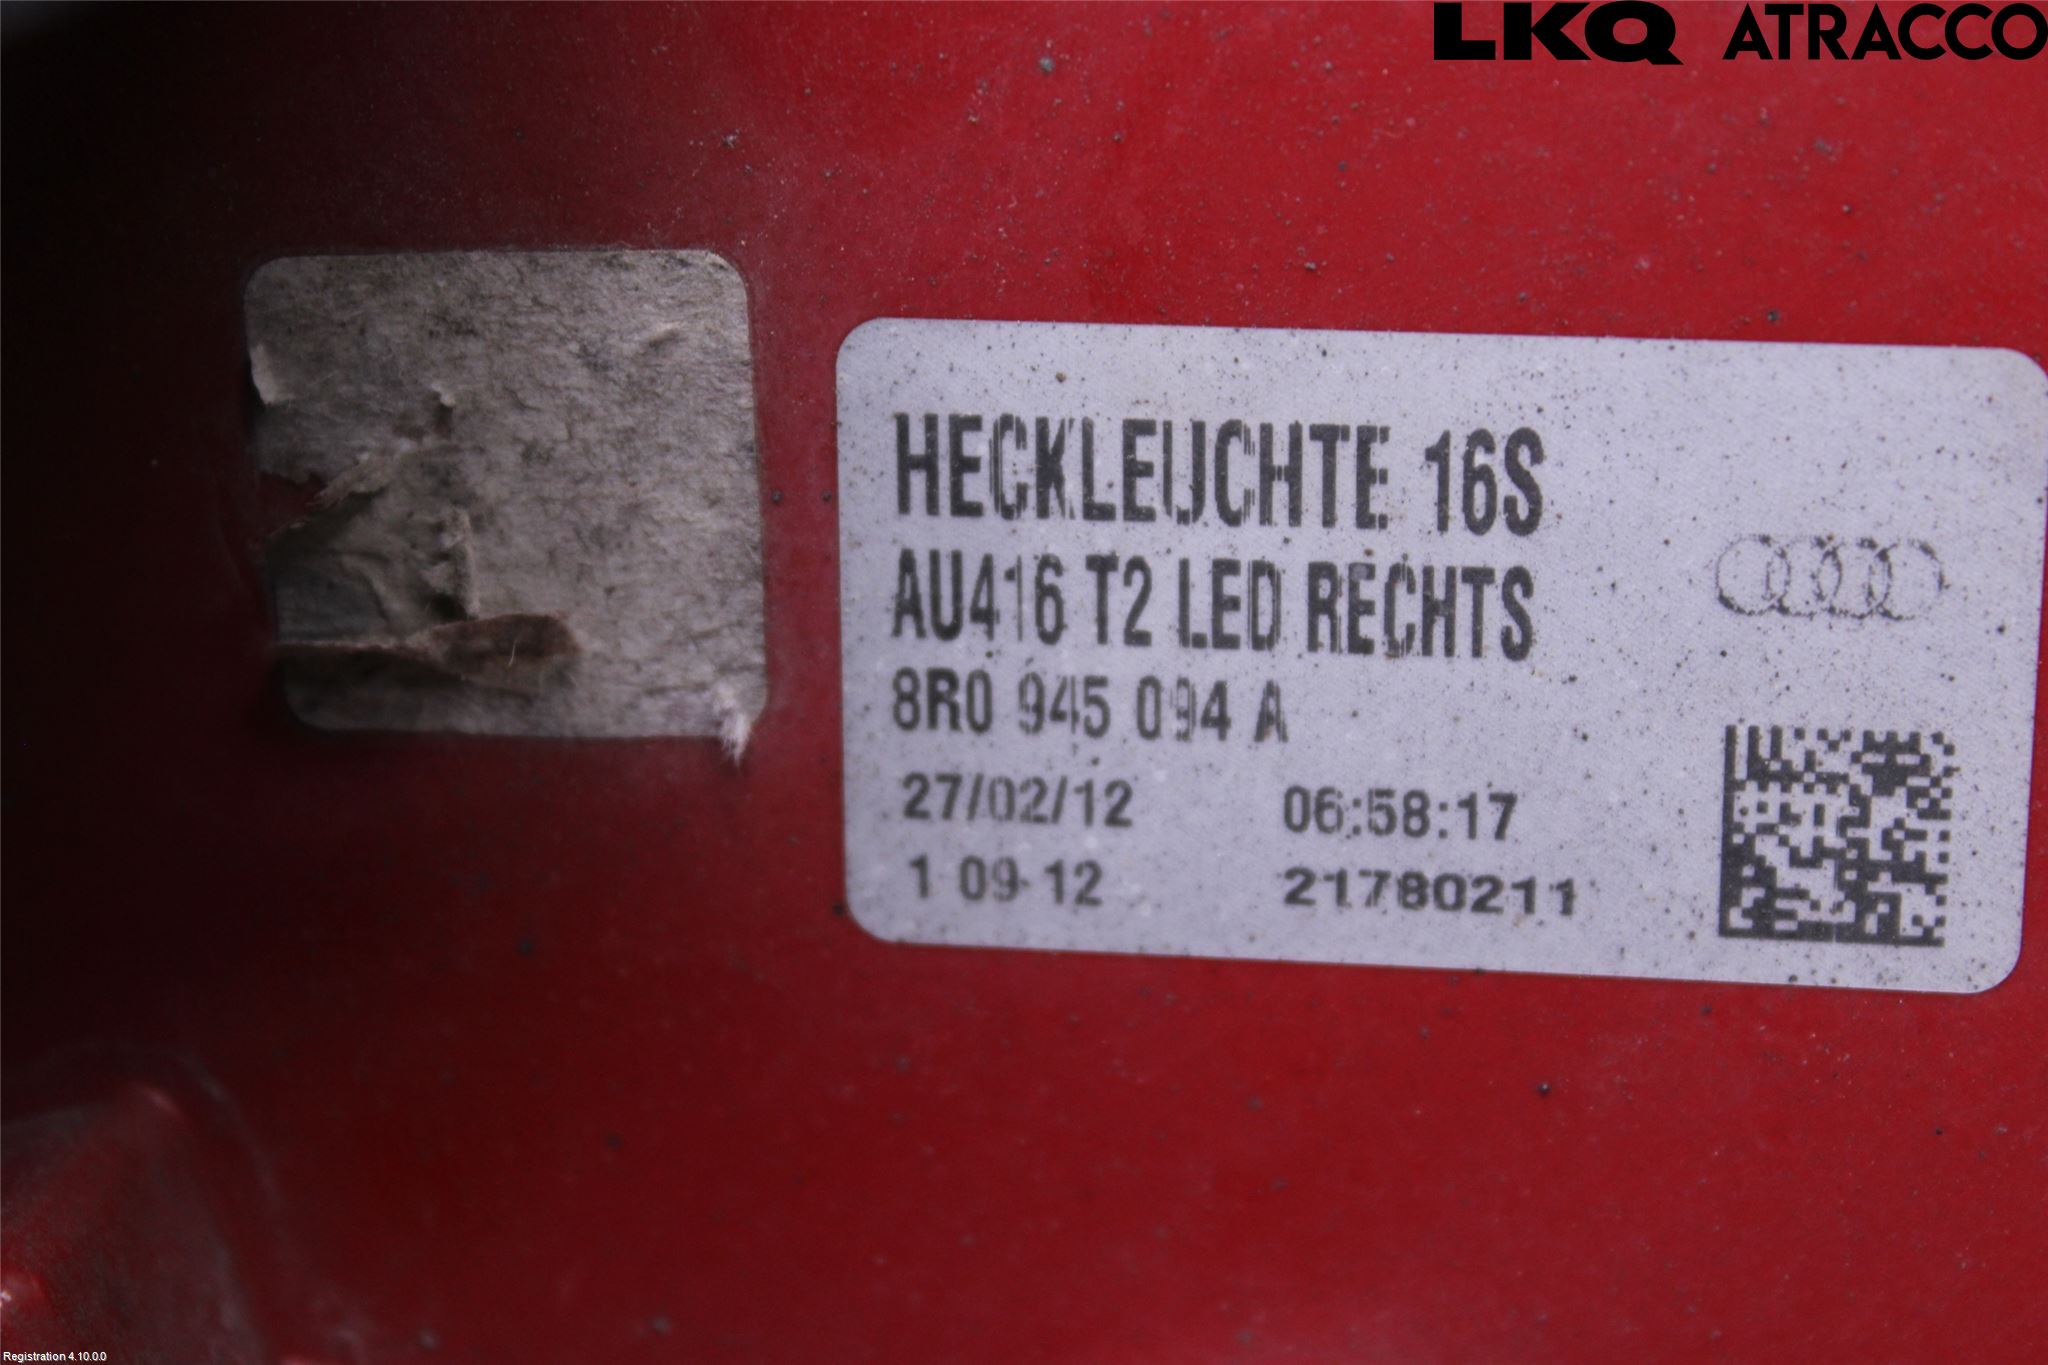 LKQ ATRACCO
HECKLEUCHTE 16S
AU416 T2 LED RECHTS
8R0 945 094 A
27/02/12 06:58:17
1 09-12 21780211
Registration 4.10.0.0